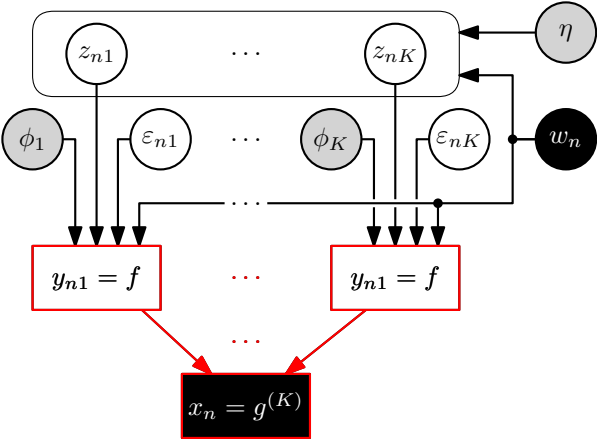 z_{n1} ⋯ z_{nK} η
ϕ_1 ε_{n1} ⋯ ϕ_K ε_{nK} w_n
⋯
y_{n1} = f ⋯ y_{n1} = f
⋯
x_n = g^{(K)}